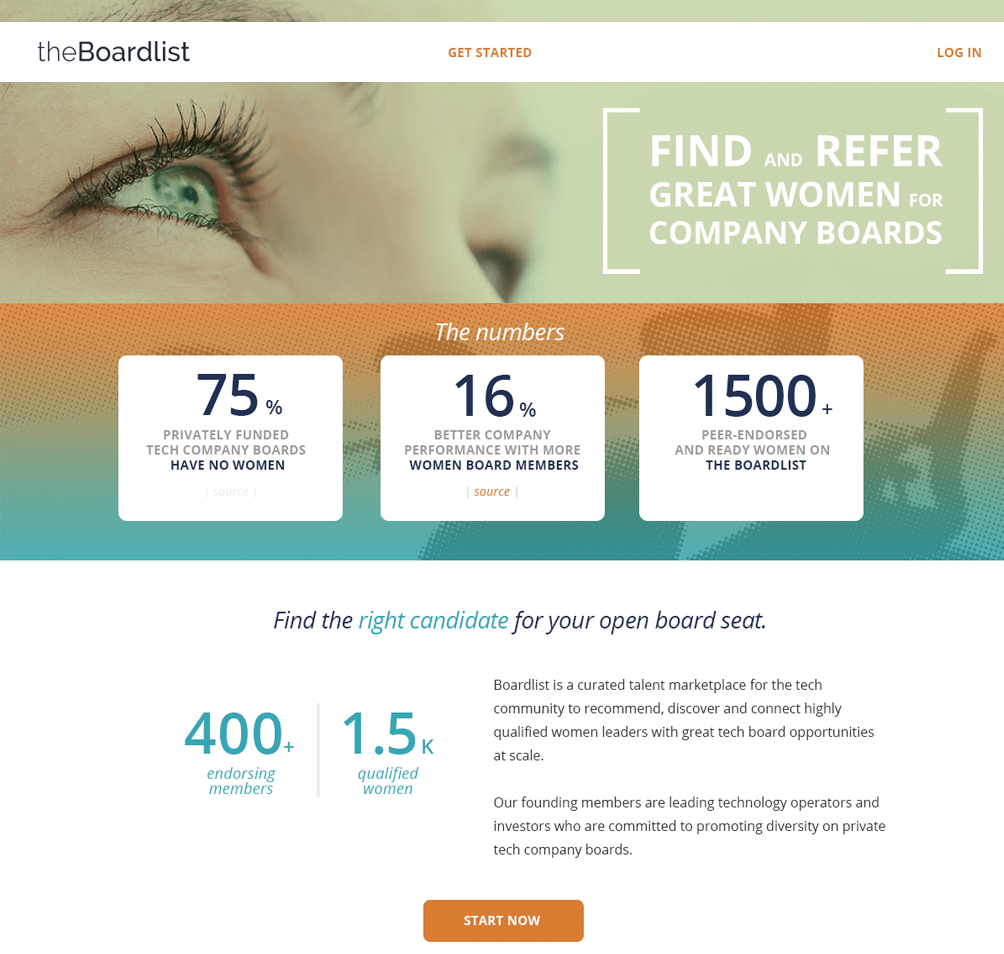 theBoardlist
GET STARTED
LOG IN
FIND AND REFER
GREAT WOMEN FOR
COMPANY BOARDS
The numbers
75 %
PRIVATELY FUNDED
TECH COMPANY BOARDS
HAVE NO WOMEN
| source |
16 %
BETTER COMPANY
PERFORMANCE WITH MORE
WOMEN BOARD MEMBERS
| source |
1500 +
PEER-ENDORSED
AND READY WOMEN ON
THE BOARDLIST
Find the right candidate for your open board seat.
400+
endorsing
members
1.5 K
qualified
women
Boardlist is a curated talent marketplace for the tech
community to recommend, discover and connect highly
qualified women leaders with great tech board opportunities
at scale.
Our founding members are leading technology operators and
investors who are committed to promoting diversity on private
tech company boards.
START NOW